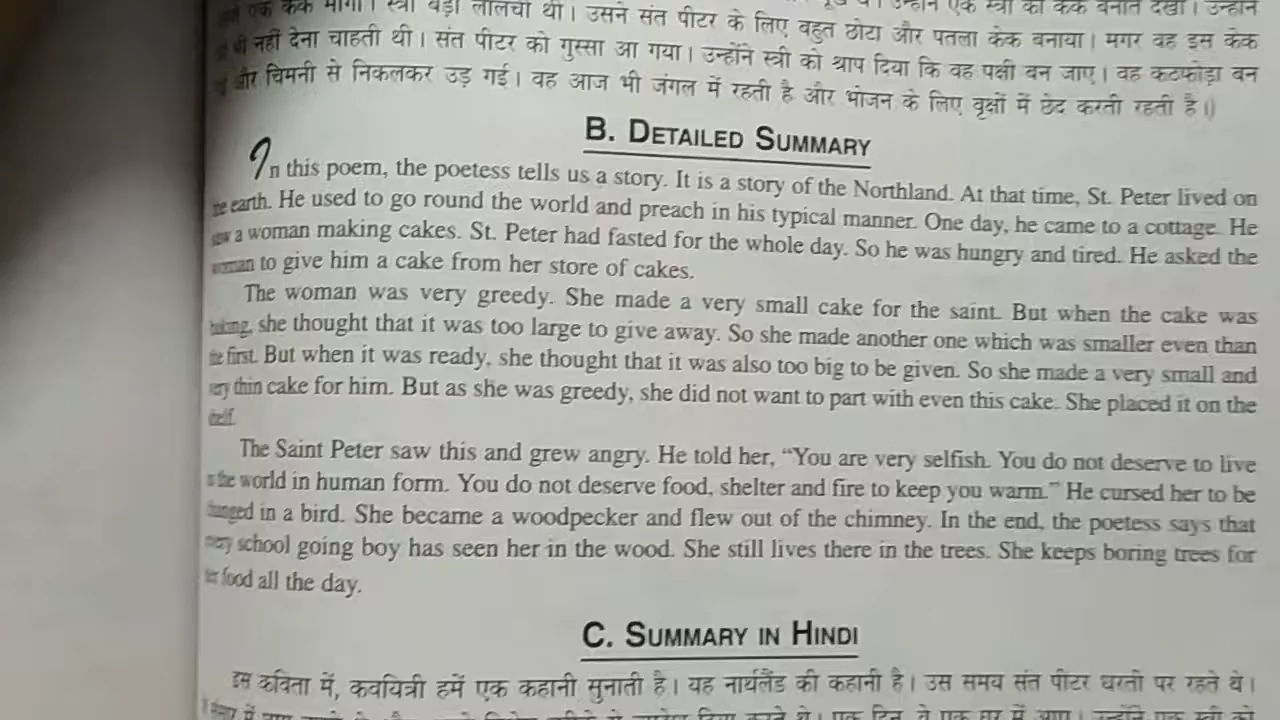 एक केक मांगा। स्त्री बड़ी लालची थी। उसने संत पीटर के लिए बहुत छोटा और पतला केक बनाया। मगर वह इस केक
भी नहीं देना चाहती थी। संत पीटर को गुस्सा आ गया। उन्होंने स्त्री को श्राप दिया कि वह पक्षी बन जाए। वह कठफोड़ा बन
और चिमनी से निकलकर उड़ गई। वह आज भी जंगल में रहती है और भोजन के लिए वृक्षों में छेद करती रहती है।)
B. DETAILED SUMMARY
In this poem, the poetess tells us a story. It is a story of the Northland. At that time, St. Peter lived on
the earth. He used to go round the world and preach in his typical manner. One day, he came to a cottage. He
saw a woman making cakes. St. Peter had fasted for the whole day. So he was hungry and tired. He asked the
woman to give him a cake from her store of cakes.
The woman was very greedy. She made a very small cake for the saint. But when the cake was
baking, she thought that it was too large to give away. So she made another one which was smaller even than
the first. But when it was ready, she thought that it was also too big to be given. So she made a very small and
very thin cake for him. But as she was greedy, she did not want to part with even this cake. She placed it on the
shelf.
The Saint Peter saw this and grew angry. He told her, “You are very selfish. You do not deserve to live
in the world in human form. You do not deserve food, shelter and fire to keep you warm.” He cursed her to be
changed in a bird. She became a woodpecker and flew out of the chimney. In the end, the poetess says that
every school going boy has seen her in the wood. She still lives there in the trees. She keeps boring trees for
her food all the day.
C. SUMMARY IN HINDI
इस कविता में, कवयित्री हमें एक कहानी सुनाती है। यह नार्थलैंड की कहानी है। उस समय संत पीटर धरती पर रहते थे।